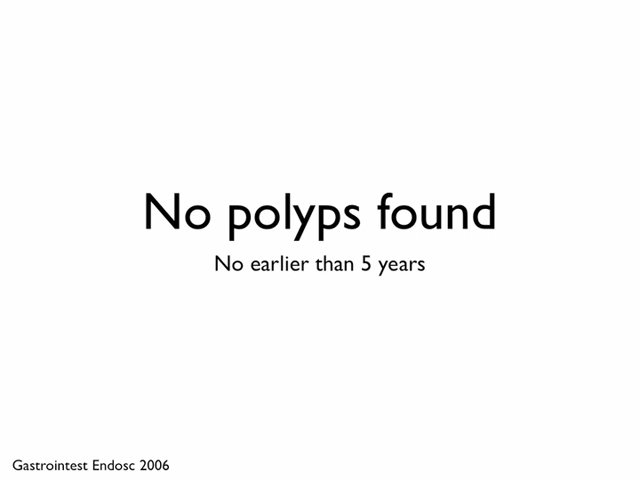 No polyps found
No earlier than 5 years
Gastrointest Endosc 2006